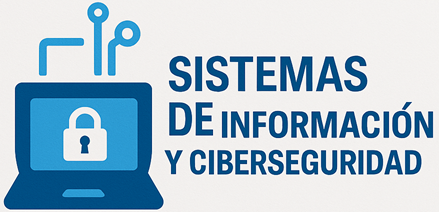 SISTEMAS
DE INFORMACIÓN
Y CIBERSEGURIDAD